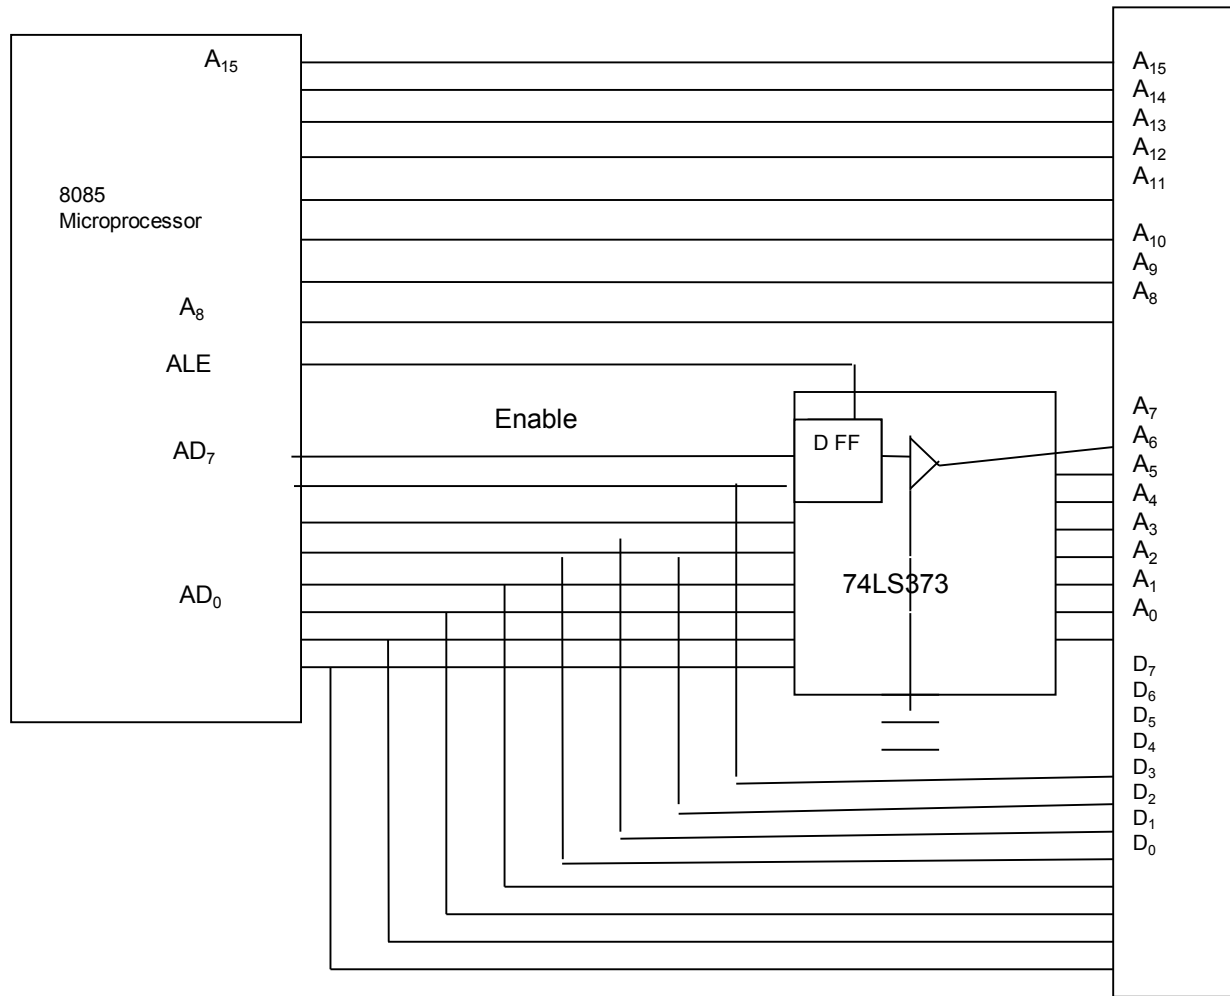 A₁₅
8085
Microprocessor
A₈
ALE
AD₇
AD₀
Enable
D FF
74LS373
A₁₅
A₁₄
A₁₃
A₁₂
A₁₁
A₁₀
A₉
A₈
A₇
A₆
A₅
A₄
A₃
A₂
A₁
A₀
D₇
D₆
D₅
D₄
D₃
D₂
D₁
D₀